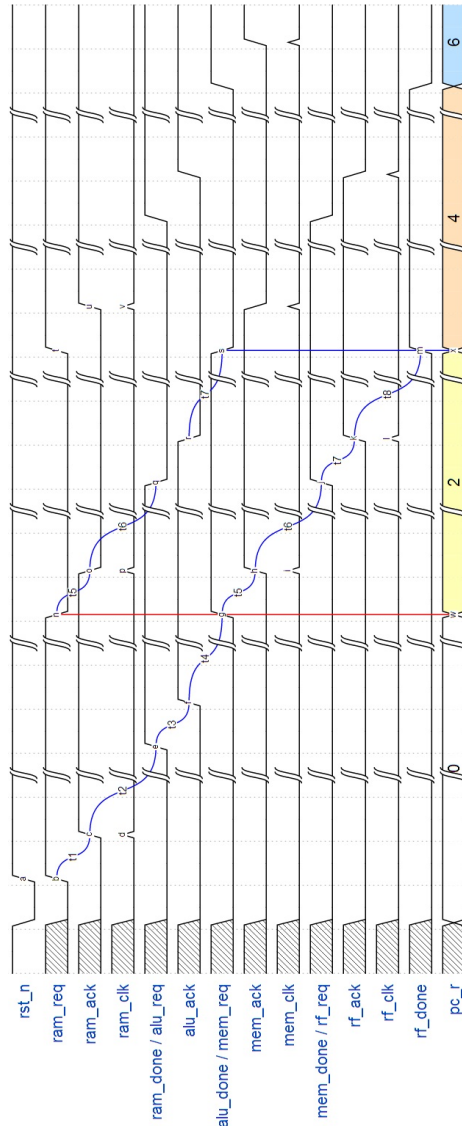 rst_n a
ram_req b n t
t1 t5
ram_ack c o u
ram_clk d t2 p t6 v
ram_done / alu_req e q
t3
alu_ack f r
t4 t7
alu_done / mem_req g s
t5
mem_ack h
mem_clk i t6
mem_done / rf_req j
t7
rf_ack k
rf_clk l t8
rf_done m
pc_r 0 w 2 x 4 6